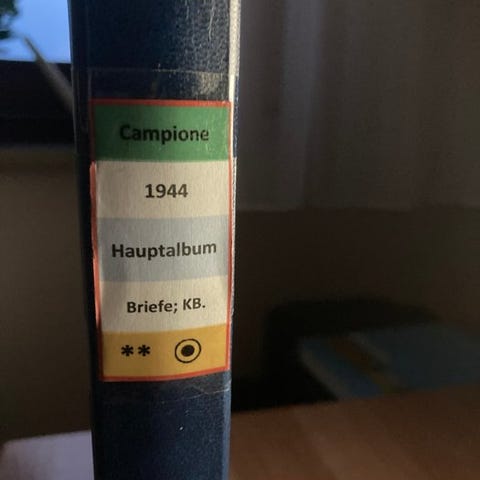 Campione
1944
Hauptalbum
Briefe; KB.
** ⦿